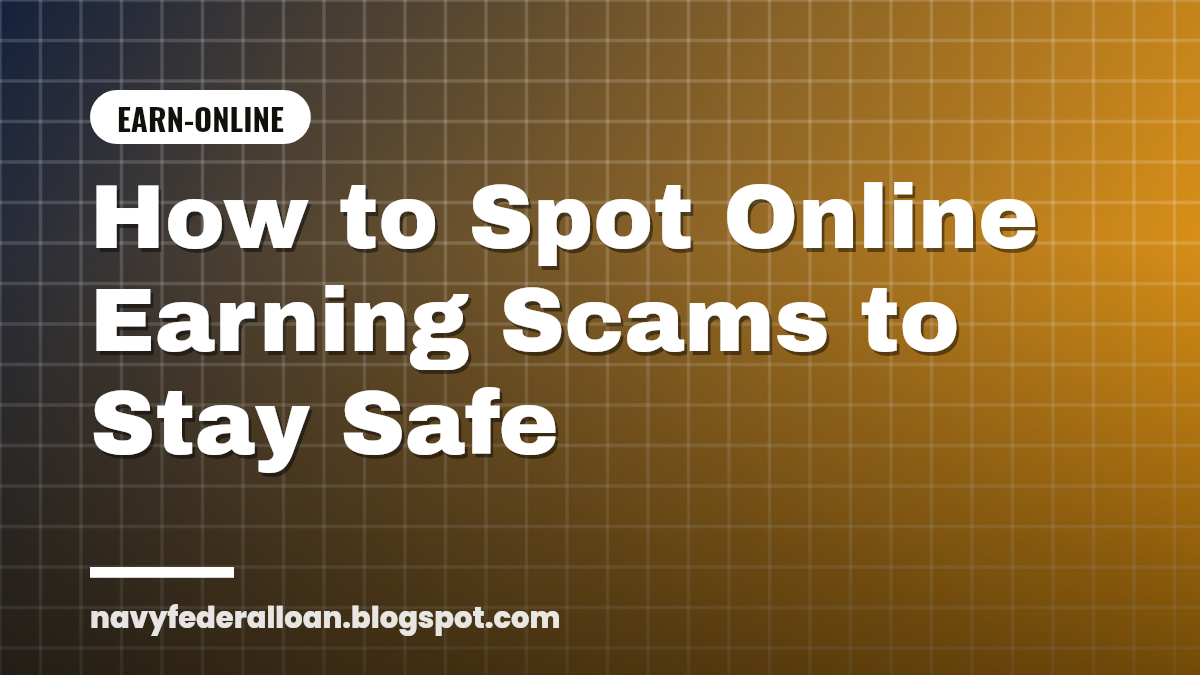 EARN-ONLINE
How to Spot Online
Earning Scams to
Stay Safe
navyfederalloan.blogspot.com